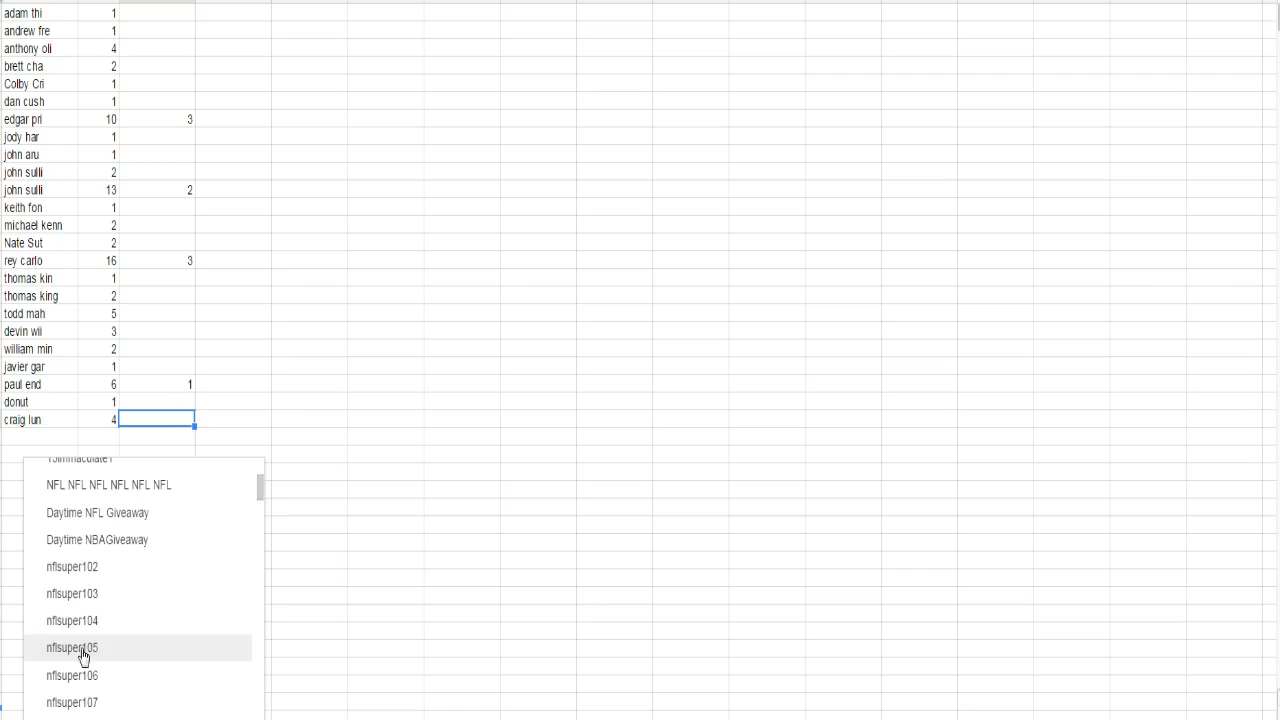 adam thi 1
andrew fre 1
anthony oli 4
brett cha 2
Colby Cri 1
dan cush 1
edgar pri 10 3
jody har 1
john aru 1
john sulli 2
john sulli 13 2
keith fon 1
michael kenn 2
Nate Sut 2
rey carlo 16 3
thomas kin 1
thomas king 2
todd mah 5
devin wii 3
william min 2
javier gar 1
paul end 6 1
donut 1
craig lun 4
NFL NFL NFL NFL NFL NFL
Daytime NFL Giveaway
Daytime NBAGiveaway
nflsuper102
nflsuper103
nflsuper104
nflsuper105
nflsuper106
nflsuper107